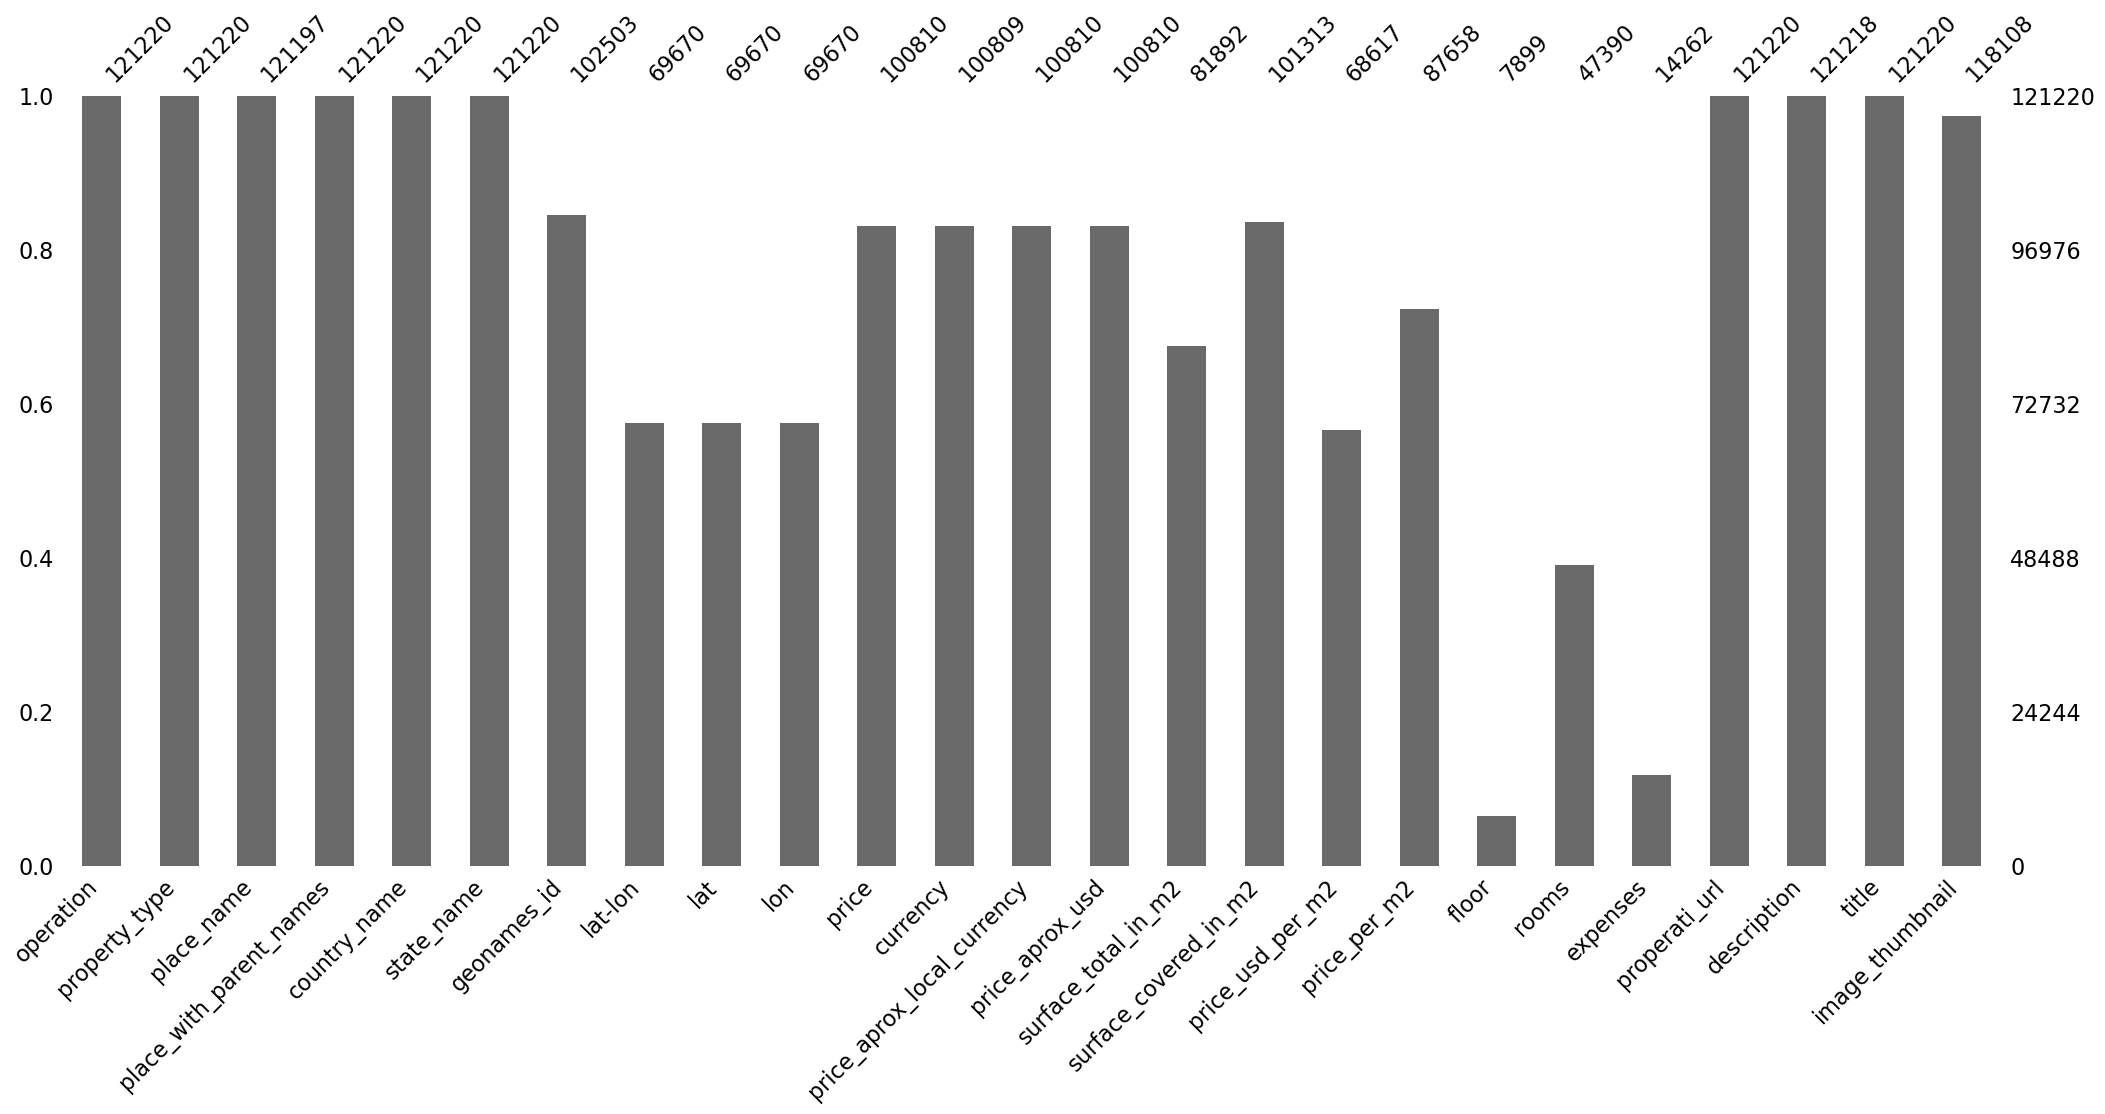 121220
121220
121197
121220
121220
121220
102503
69670
69670
69670
100810
100809
100810
100810
81892
101313
68617
87658
7899
47390
14262
121220
121218
121220
118108
1.0
121220
0.8
96976
0.6
72732
0.4
48488
0.2
24244
0.0
0
operation
property_type
place_name
place_with_parent_names
country_name
state_name
geonames_id
lat-lon
lat
lon
price
currency
price_aprox_local_currency
price_aprox_usd
surface_total_in_m2
surface_covered_in_m2
price_usd_per_m2
price_per_m2
floor
rooms
expenses
properati_url
description
title
image_thumbnail